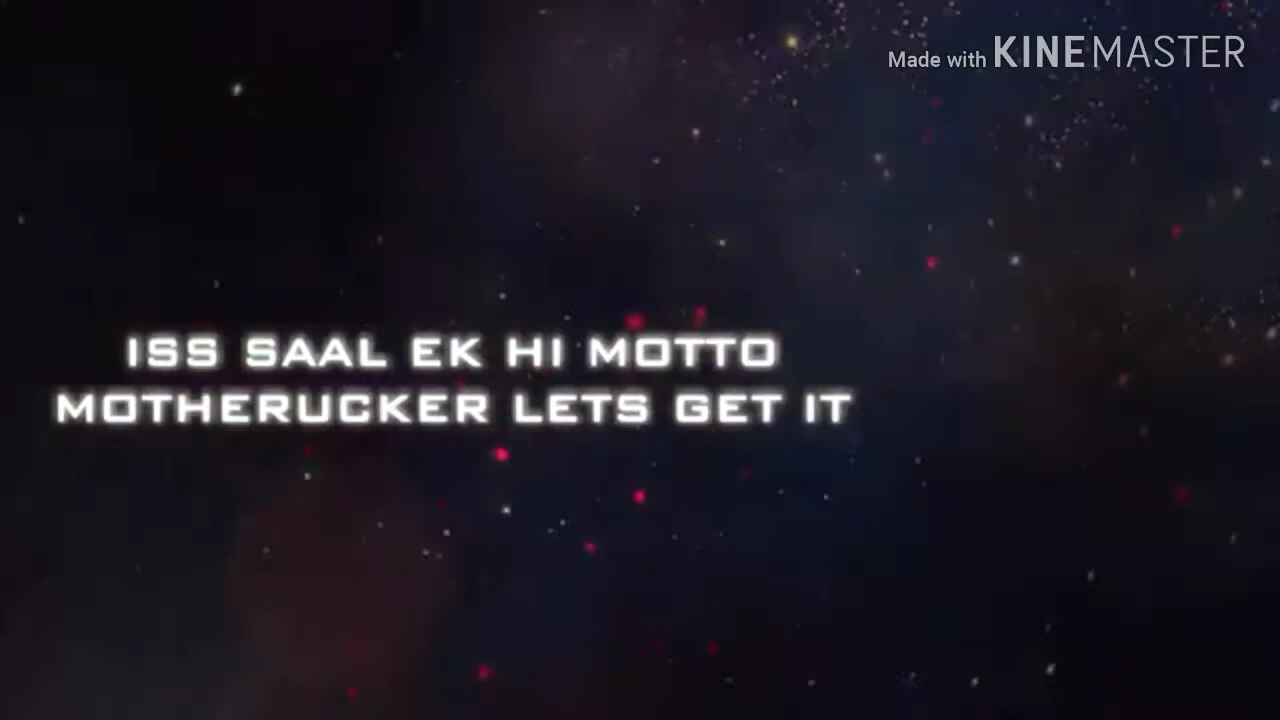 Made with KINEMASTER
ISS SAAL EK HI MOTTO
MOTHERUCKER LETS GET IT